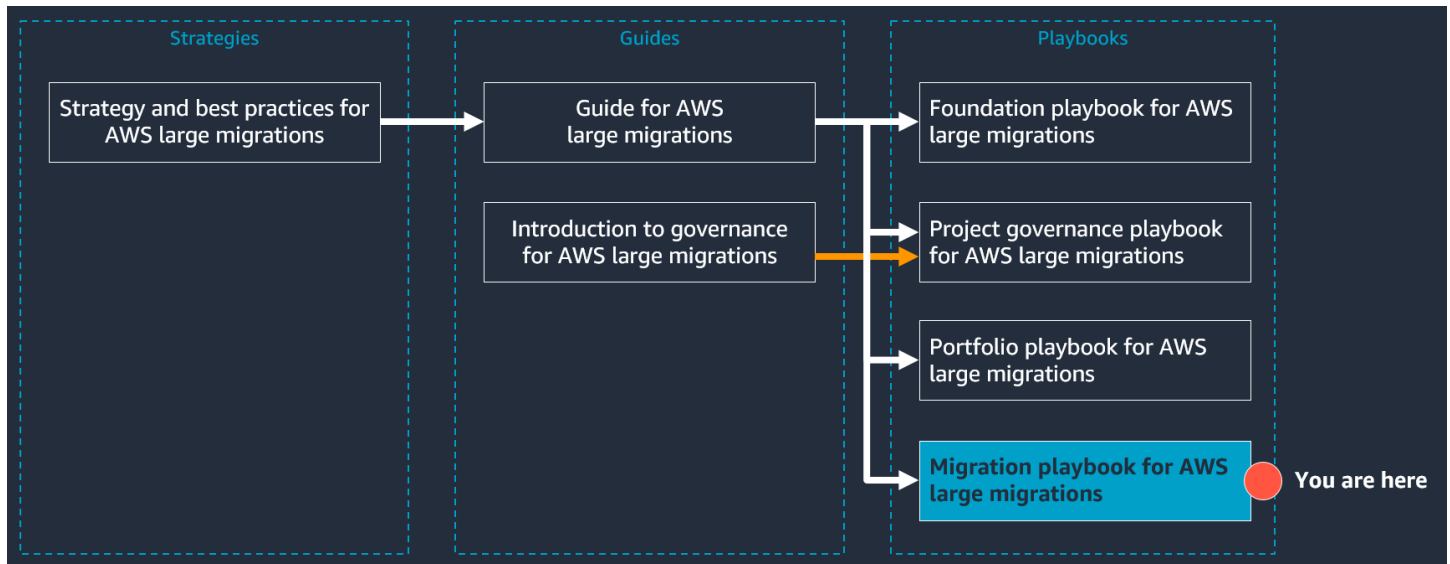 Strategies
Strategy and best practices for
AWS large migrations
Guides
Guide for AWS
large migrations
Introduction to governance
for AWS large migrations
Playbooks
Foundation playbook for AWS
large migrations
Project governance playbook
for AWS large migrations
Portfolio playbook for AWS
large migrations
Migration playbook for AWS
large migrations
You are here